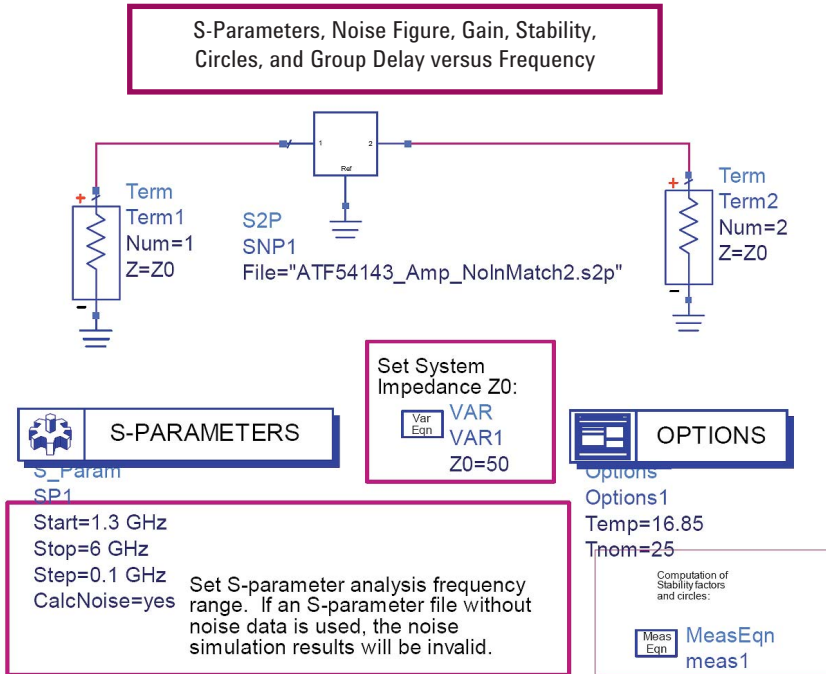 S-Parameters, Noise Figure, Gain, Stability,
Circles, and Group Delay versus Frequency
1
2
Ref
+
Term
Term1
Num=1
Z=Z0
-
S2P
SNP1
File="ATF54143_Amp_NoInMatch2.s2p"
+
Term
Term2
Num=2
Z=Z0
-
Set System
Impedance Z0:
Var
Eqn
VAR
VAR1
Z0=50
S-PARAMETERS
S_Param
SP1
Start=1.3 GHz
Stop=6 GHz
Step=0.1 GHz
CalcNoise=yes
Set S-parameter analysis frequency
range. If an S-parameter file without
noise data is used, the noise
simulation results will be invalid.
OPTIONS
Options
Options1
Temp=16.85
Tnom=25
Computation of
Stability factors
and circles:
Meas
Eqn
MeasEqn
meas1